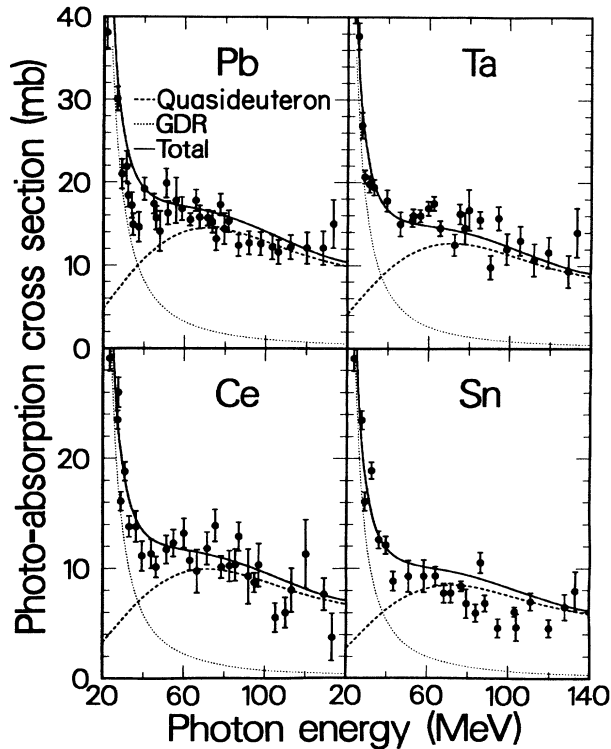 40
30
20
10
0
20
10
0
Photo-absorption cross section (mb)
Pb
Quasideuteron
GDR
Total
Ta
Ce
Sn
20 60 100 20 60 100 140
Photon energy (MeV)